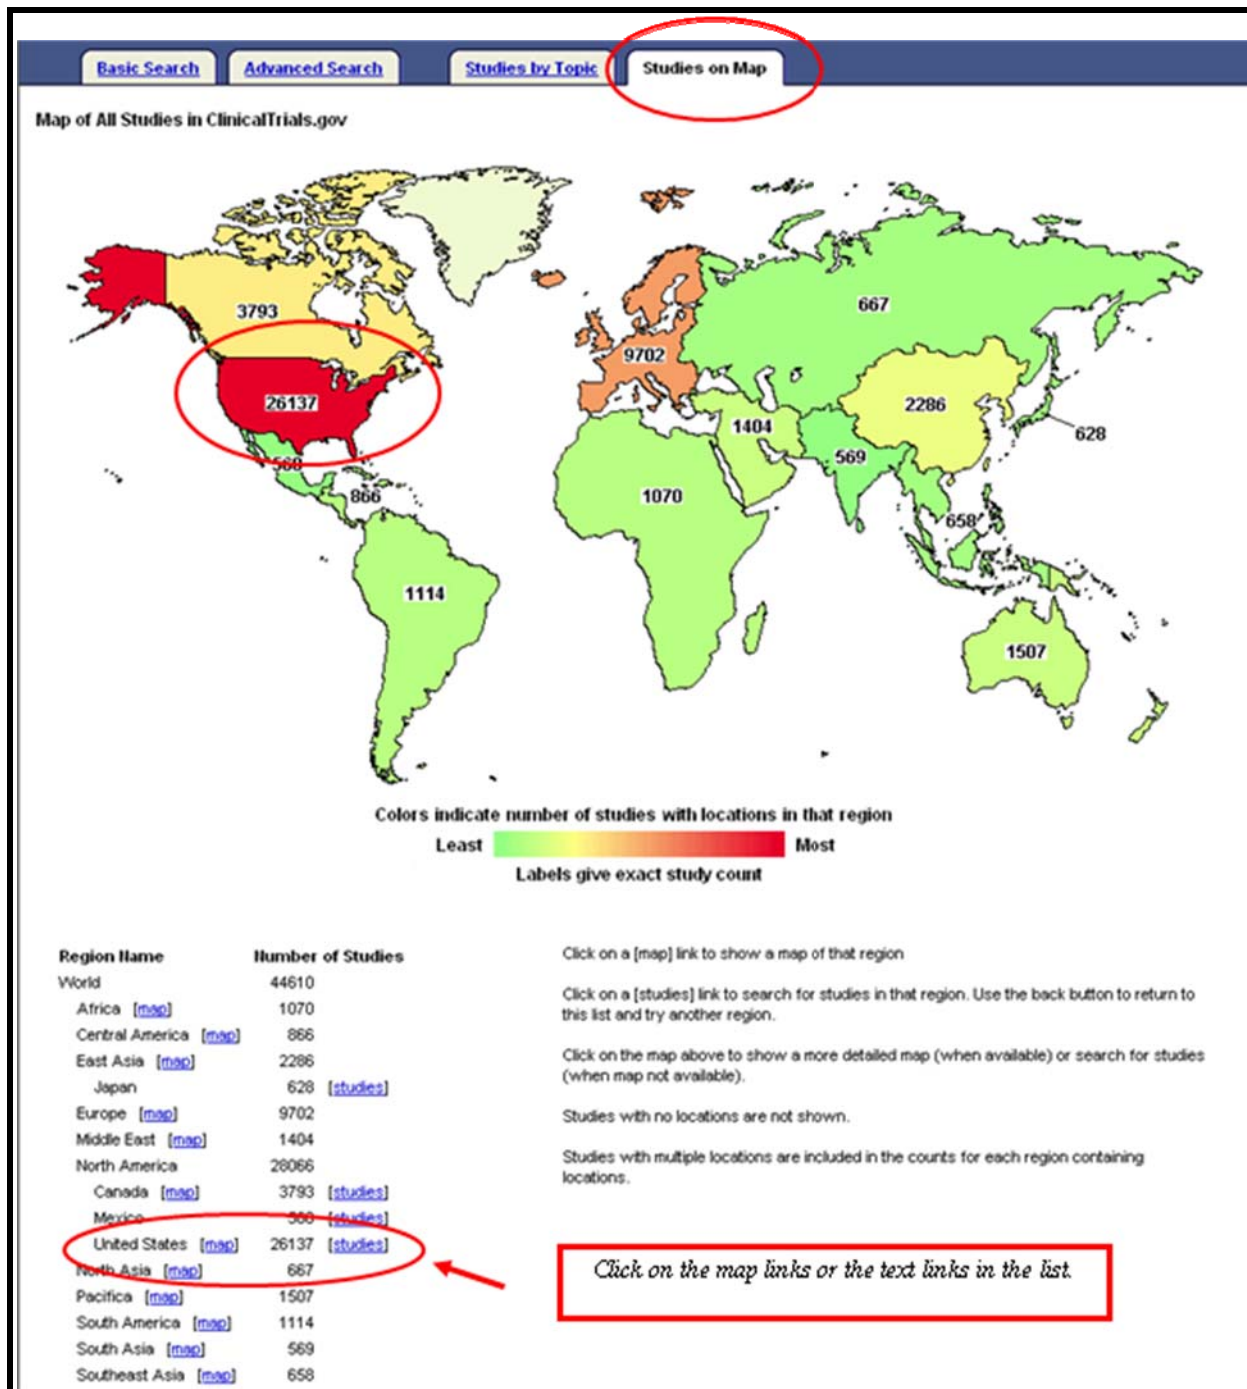 Basic Search Advanced Search Studies by Topic Studies on Map
Map of All Studies in ClinicalTrials.gov
3793
667
9702
26137
2286
1404
628
569
568
866
1070
658
1114
1507
Colors indicate number of studies with locations in that region
Least Most
Labels give exact study count
Region Name Number of Studies
World 44610
Africa [map] 1070
Central America [map] 866
East Asia [map] 2286
Japan 628 [studies]
Europe [map] 9702
Middle East [map] 1404
North America 28066
Canada [map] 3793 [studies]
Mexico 568 [studies]
United States [map] 26137 [studies]
North Asia [map] 667
Pacifica [map] 1507
South America [map] 1114
South Asia [map] 569
Southeast Asia [map] 658
Click on a [map] link to show a map of that region
Click on a [studies] link to search for studies in that region. Use the back button to return to
this list and try another region.
Click on the map above to show a more detailed map (when available) or search for studies
(when map not available).
Studies with no locations are not shown.
Studies with multiple locations are included in the counts for each region containing
locations.
Click on the map links or the text links in the list.